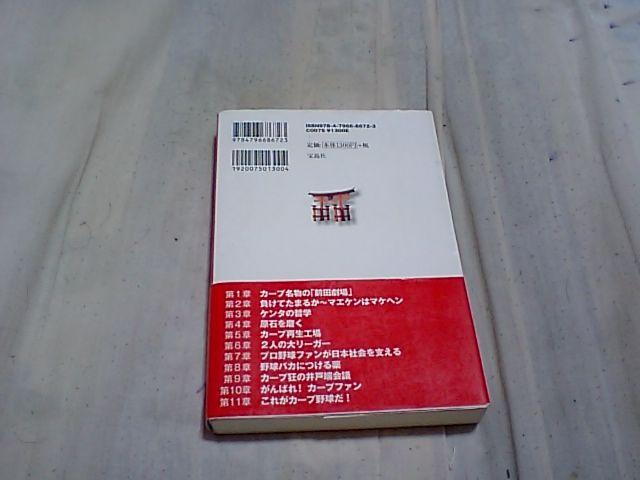 ISBN978-4-7966-8672-3
C0075 ¥1300E
9784796686723
定価：本体1300円＋税
宝島社
1920075013004
第1章 カープ名物の「前田劇場」
第2章 負けてたまるか～マエケンはマケヘン
第3章 ケンタの哲学
第4章 原石を磨く
第5章 カープ再生工場
第6章 2人の大リーガー
第7章 プロ野球ファンが日本社会を支える
第8章 野球バカにつける薬
第9章 カープ狂の井戸端会議
第10章 がんばれ！カープファン
第11章 これがカープ野球だ！